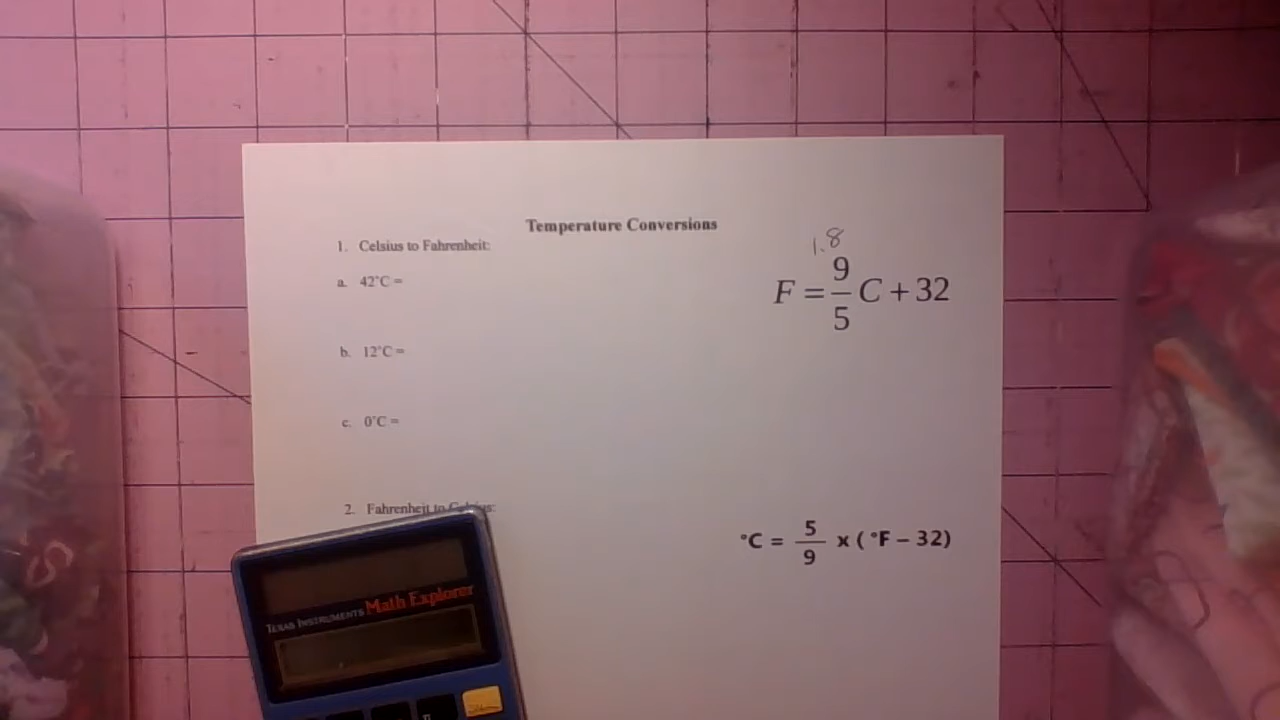 Temperature Conversions
1. Celsius to Fahrenheit:
a. 42°C =
1.8
F = 9/5 C + 32
b. 12°C =
c. 0°C =
2. Fahrenheit to Celsius:
°C = 5/9 x ( °F – 32)
TEXAS INSTRUMENTS Math Explorer